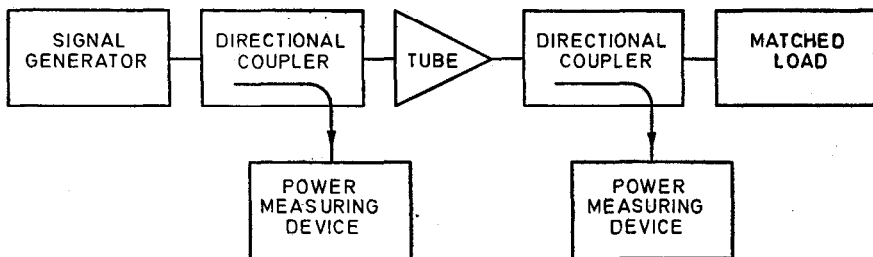 SIGNAL
GENERATOR
DIRECTIONAL
COUPLER
TUBE
DIRECTIONAL
COUPLER
MATCHED
LOAD
POWER
MEASURING
DEVICE
POWER
MEASURING
DEVICE